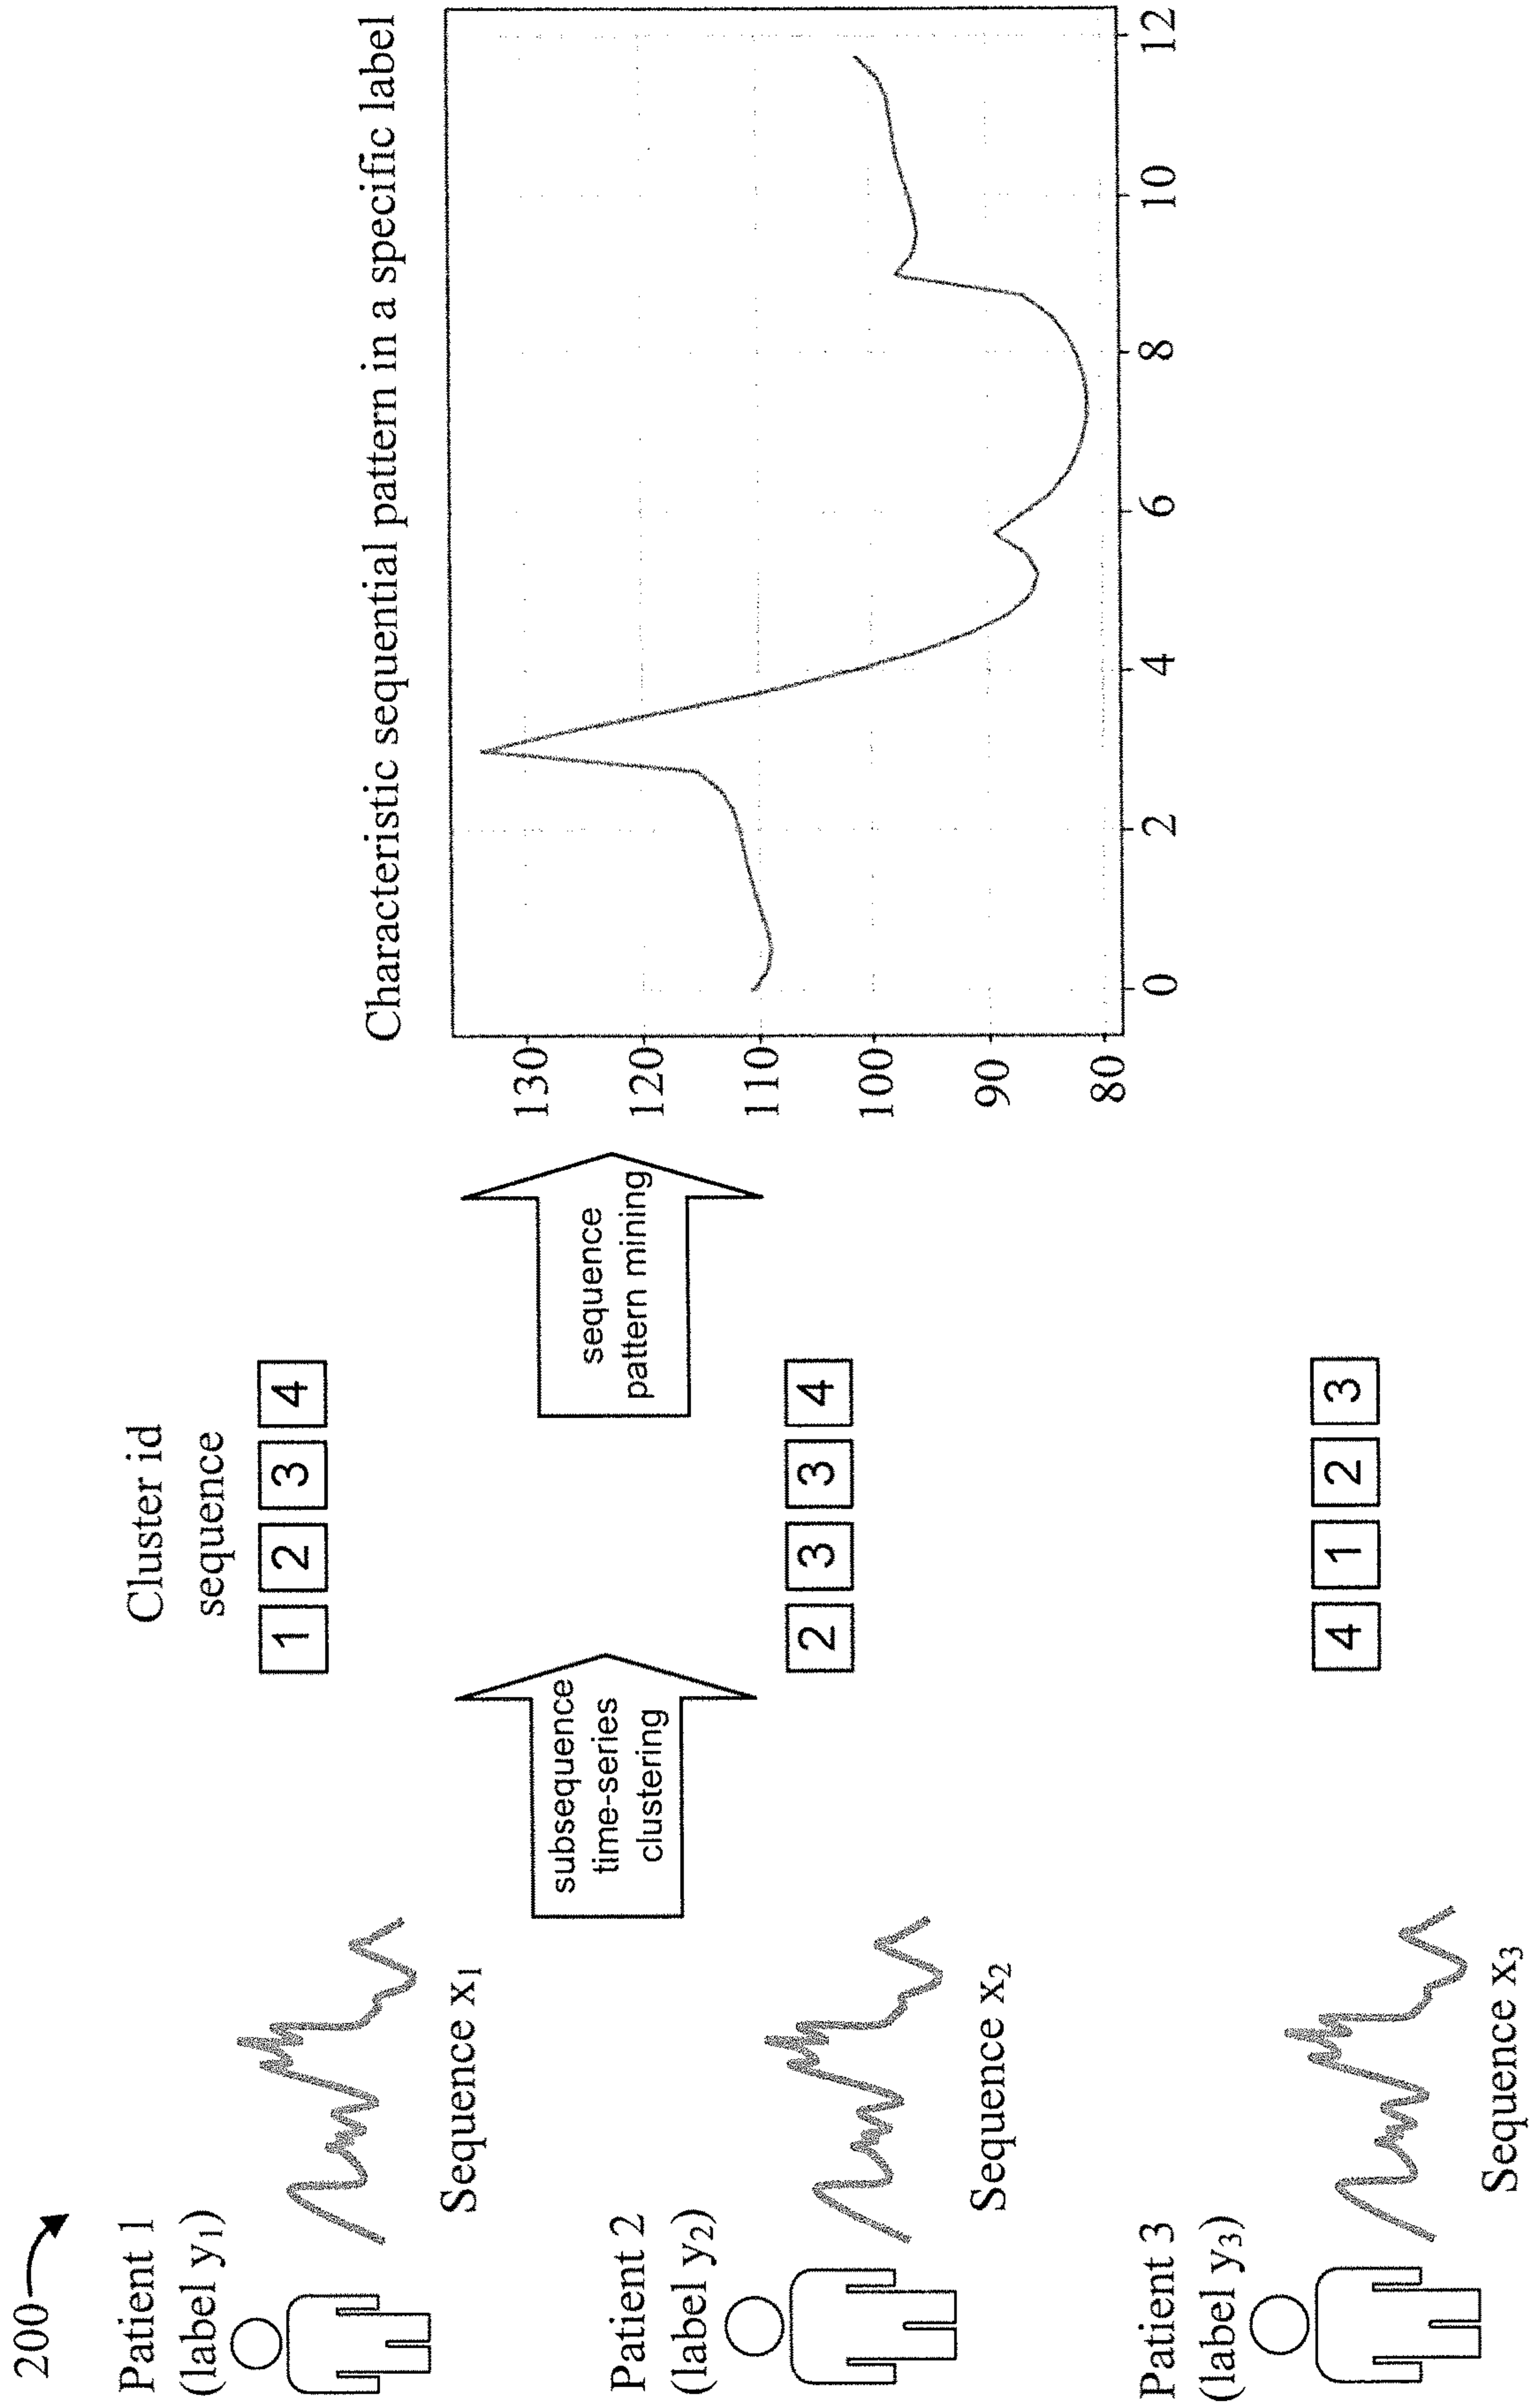 200
Patient 1
(label y1)
Sequence x1
Patient 2
(label y2)
Sequence x2
Patient 3
(label y3)
Sequence x3
subsequence
time-series
clustering
Cluster id
sequence
1 2 3 4
2 3 3 4
4 1 2 3
sequence
pattern mining
Characteristic sequential pattern in a specific label
130
120
110
100
90
80
0 2 4 6 8 10 12